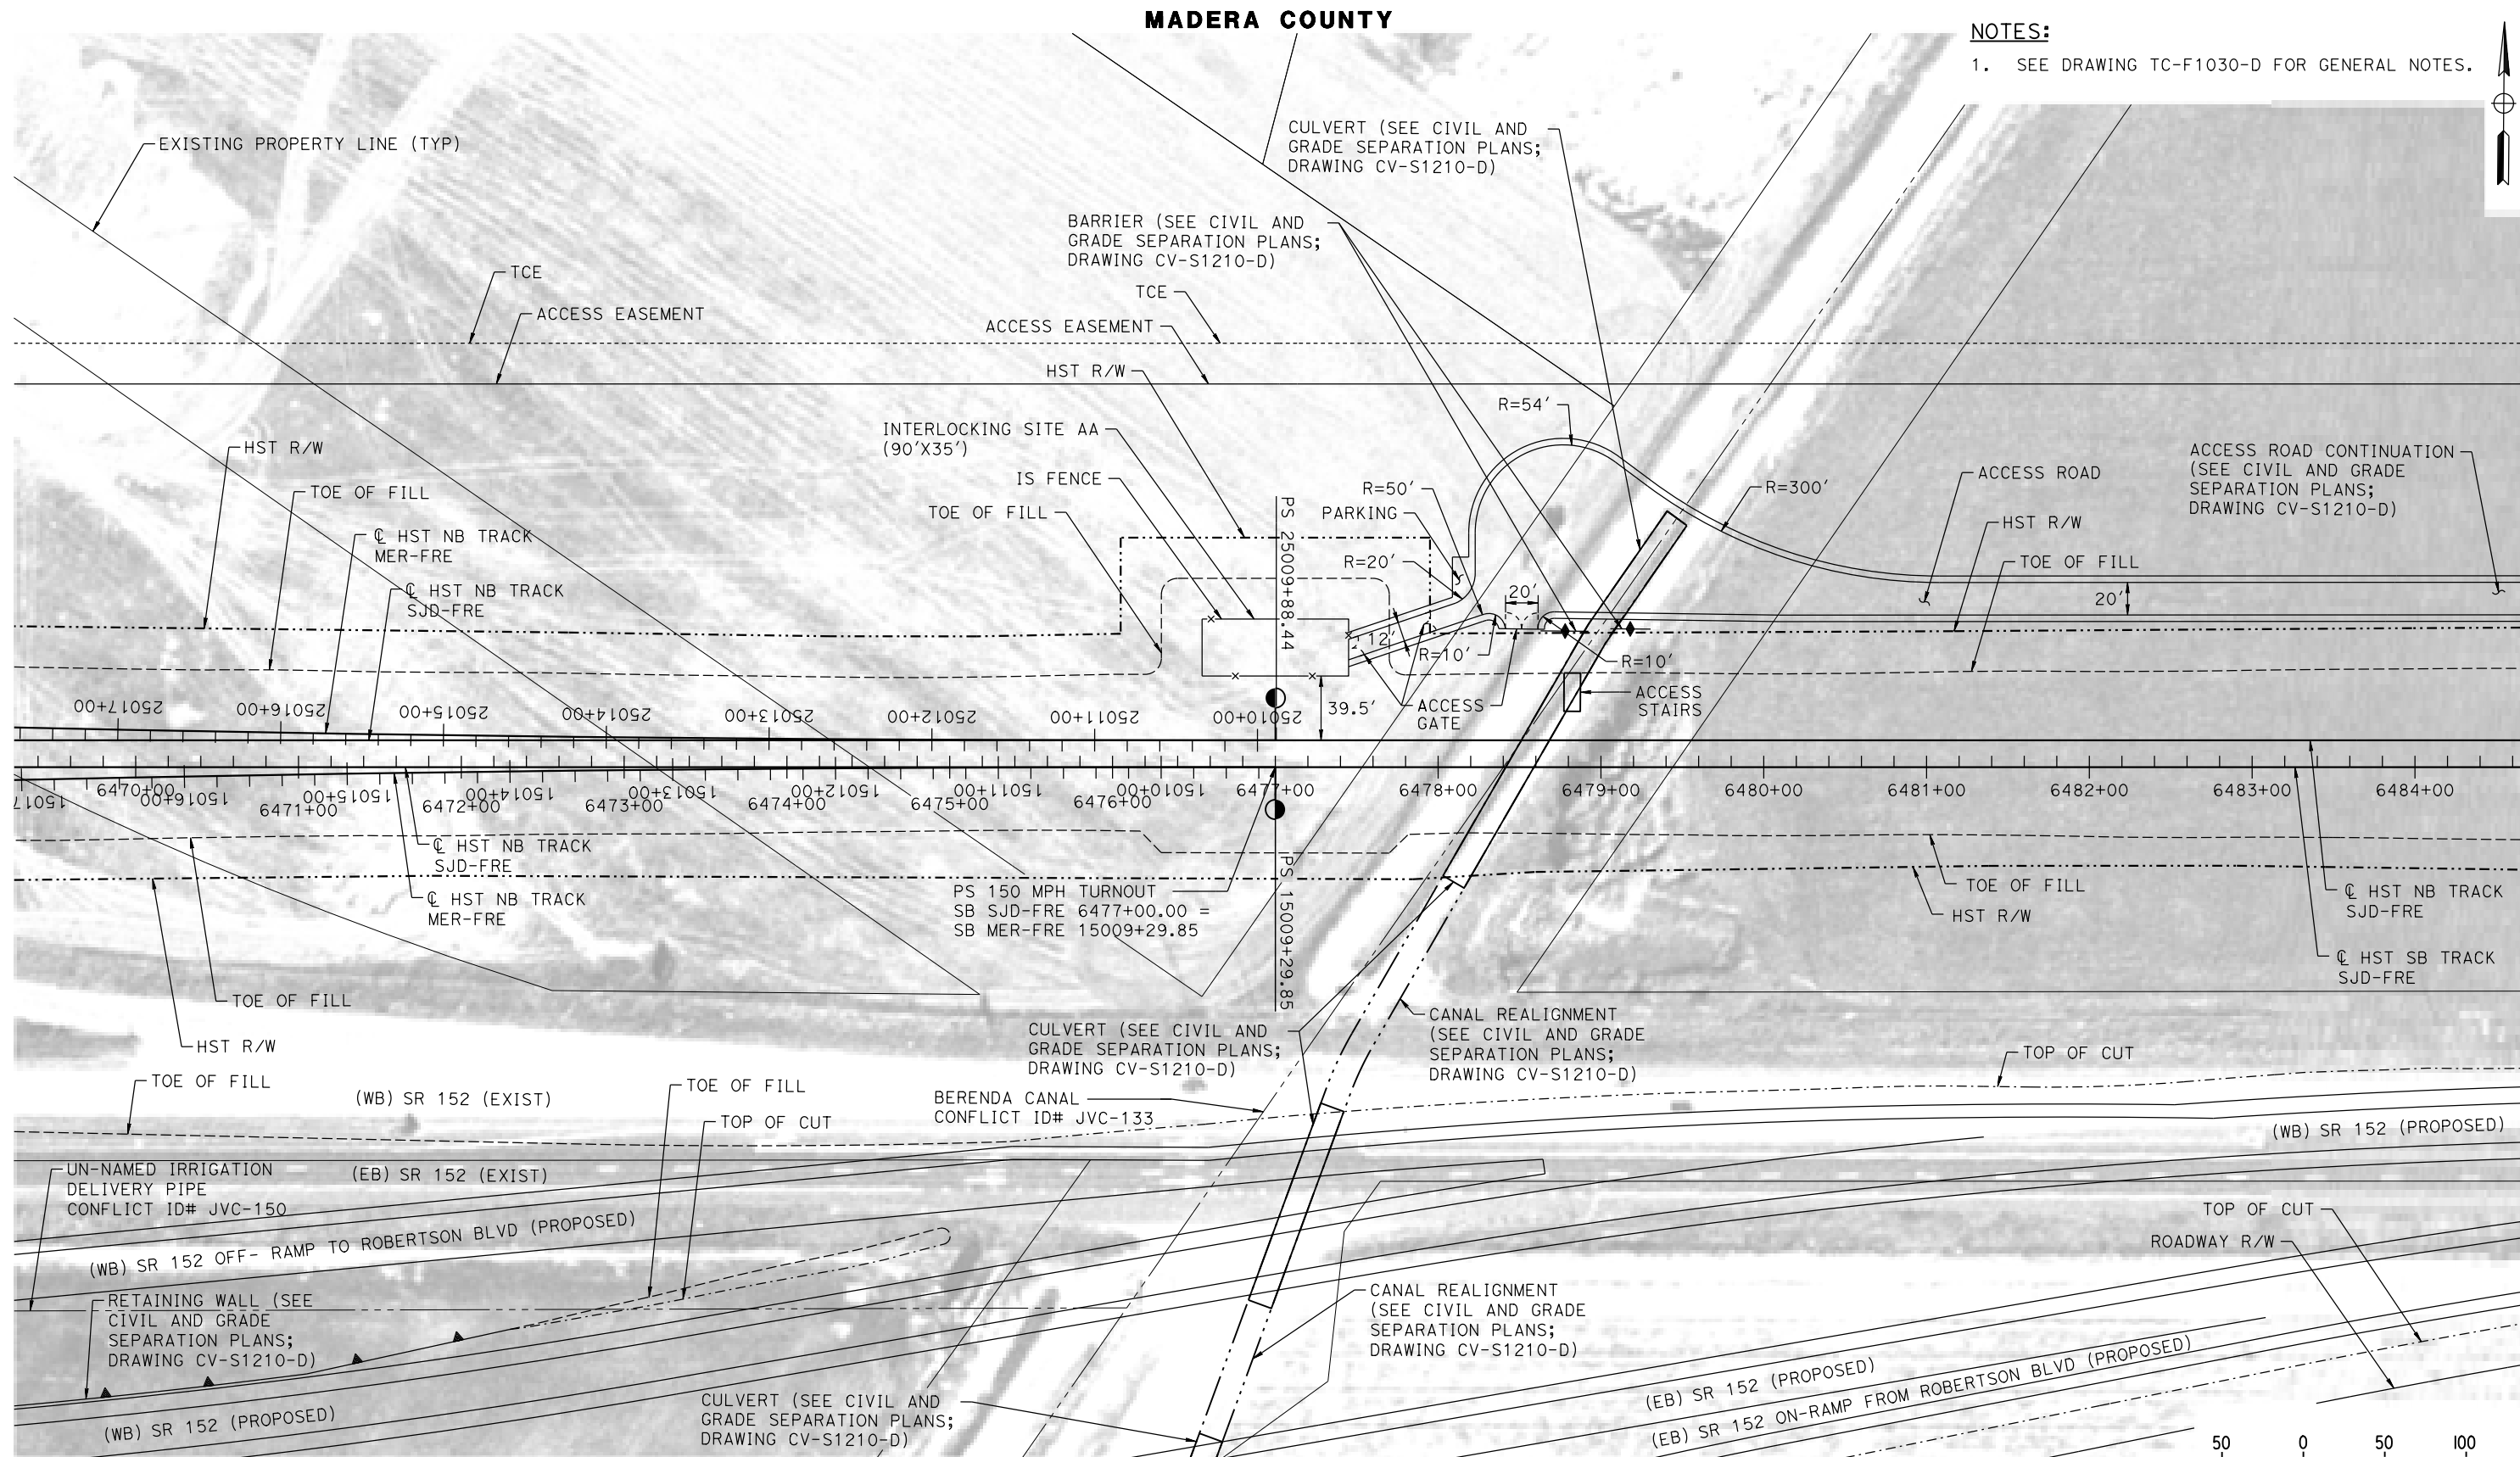 MADERA COUNTY
NOTES:
1. SEE DRAWING TC-F1030-D FOR GENERAL NOTES.
EXISTING PROPERTY LINE (TYP)
CULVERT (SEE CIVIL AND
GRADE SEPARATION PLANS;
DRAWING CV-S1210-D)
BARRIER (SEE CIVIL AND
GRADE SEPARATION PLANS;
DRAWING CV-S1210-D)
TCE
ACCESS EASEMENT
TCE
ACCESS EASEMENT
HST R/W
R=54'
INTERLOCKING SITE AA
(90'X35')
IS FENCE
TOE OF FILL
R=50'
PARKING
R=20'
HST R/W
TOE OF FILL
℄ HST NB TRACK
MER-FRE
℄ HST NB TRACK
SJD-FRE
R=300'
ACCESS ROAD
ACCESS ROAD CONTINUATION
(SEE CIVIL AND GRADE
SEPARATION PLANS;
DRAWING CV-S1210-D)
HST R/W
TOE OF FILL
20'
20'
PS 25009+88.44
12'
R=10'
R=10'
ACCESS
STAIRS
ACCESS
GATE
39.5'
25017+00
25016+00
25015+00
25014+00
25013+00
25012+00
25011+00
25010+00
15017
6470+00
15016+00
6471+00
15015+00
6472+00
15014+00
6473+00
15013+00
6474+00
15012+00
6475+00
15011+00
6476+00
15010+00
6477+00
6478+00
6479+00
6480+00
6481+00
6482+00
6483+00
6484+00
℄ HST NB TRACK
SJD-FRE
℄ HST NB TRACK
MER-FRE
PS 150 MPH TURNOUT
SB SJD-FRE 6477+00.00 =
SB MER-FRE 15009+29.85
PS 15009+29.85
TOE OF FILL
HST R/W
℄ HST NB TRACK
SJD-FRE
℄ HST SB TRACK
SJD-FRE
TOE OF FILL
HST R/W
CULVERT (SEE CIVIL AND
GRADE SEPARATION PLANS;
DRAWING CV-S1210-D)
CANAL REALIGNMENT
(SEE CIVIL AND GRADE
SEPARATION PLANS;
DRAWING CV-S1210-D)
TOP OF CUT
TOE OF FILL
(WB) SR 152 (EXIST)
TOE OF FILL
TOP OF CUT
BERENDA CANAL
CONFLICT ID# JVC-133
(WB) SR 152 (PROPOSED)
UN-NAMED IRRIGATION
DELIVERY PIPE
CONFLICT ID# JVC-150
(EB) SR 152 (EXIST)
(WB) SR 152 OFF- RAMP TO ROBERTSON BLVD (PROPOSED)
TOP OF CUT
ROADWAY R/W
RETAINING WALL (SEE
CIVIL AND GRADE
SEPARATION PLANS;
DRAWING CV-S1210-D)
CANAL REALIGNMENT
(SEE CIVIL AND GRADE
SEPARATION PLANS;
DRAWING CV-S1210-D)
(WB) SR 152 (PROPOSED)
CULVERT (SEE CIVIL AND
GRADE SEPARATION PLANS;
DRAWING CV-S1210-D)
(EB) SR 152 (PROPOSED)
(EB) SR 152 ON-RAMP FROM ROBERTSON BLVD (PROPOSED)
50 0 50 100